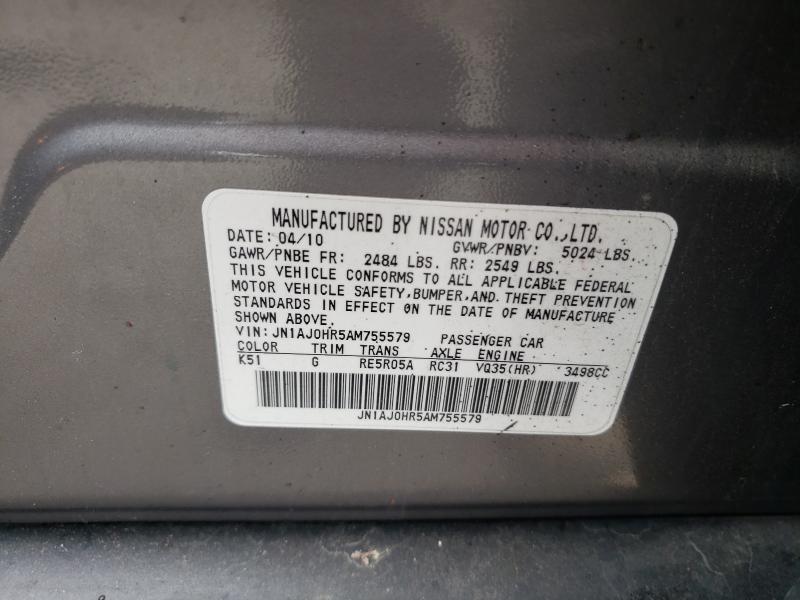 MANUFACTURED BY NISSAN MOTOR CO.,LTD.
DATE: 04/10 GVWR/PNBV: 5024 LBS.
GAWR/PNBE FR: 2484 LBS. RR: 2549 LBS.
THIS VEHICLE CONFORMS TO ALL APPLICABLE FEDERAL
MOTOR VEHICLE SAFETY, BUMPER, AND THEFT PREVENTION
STANDARDS IN EFFECT ON THE DATE OF MANUFACTURE
SHOWN ABOVE.
VIN: JN1AJ0HR5AM755579 PASSENGER CAR
COLOR TRIM TRANS AXLE ENGINE
K51 G RE5R05A RC31 VQ35(HR) 3498CC
JN1AJ0HR5AM755579